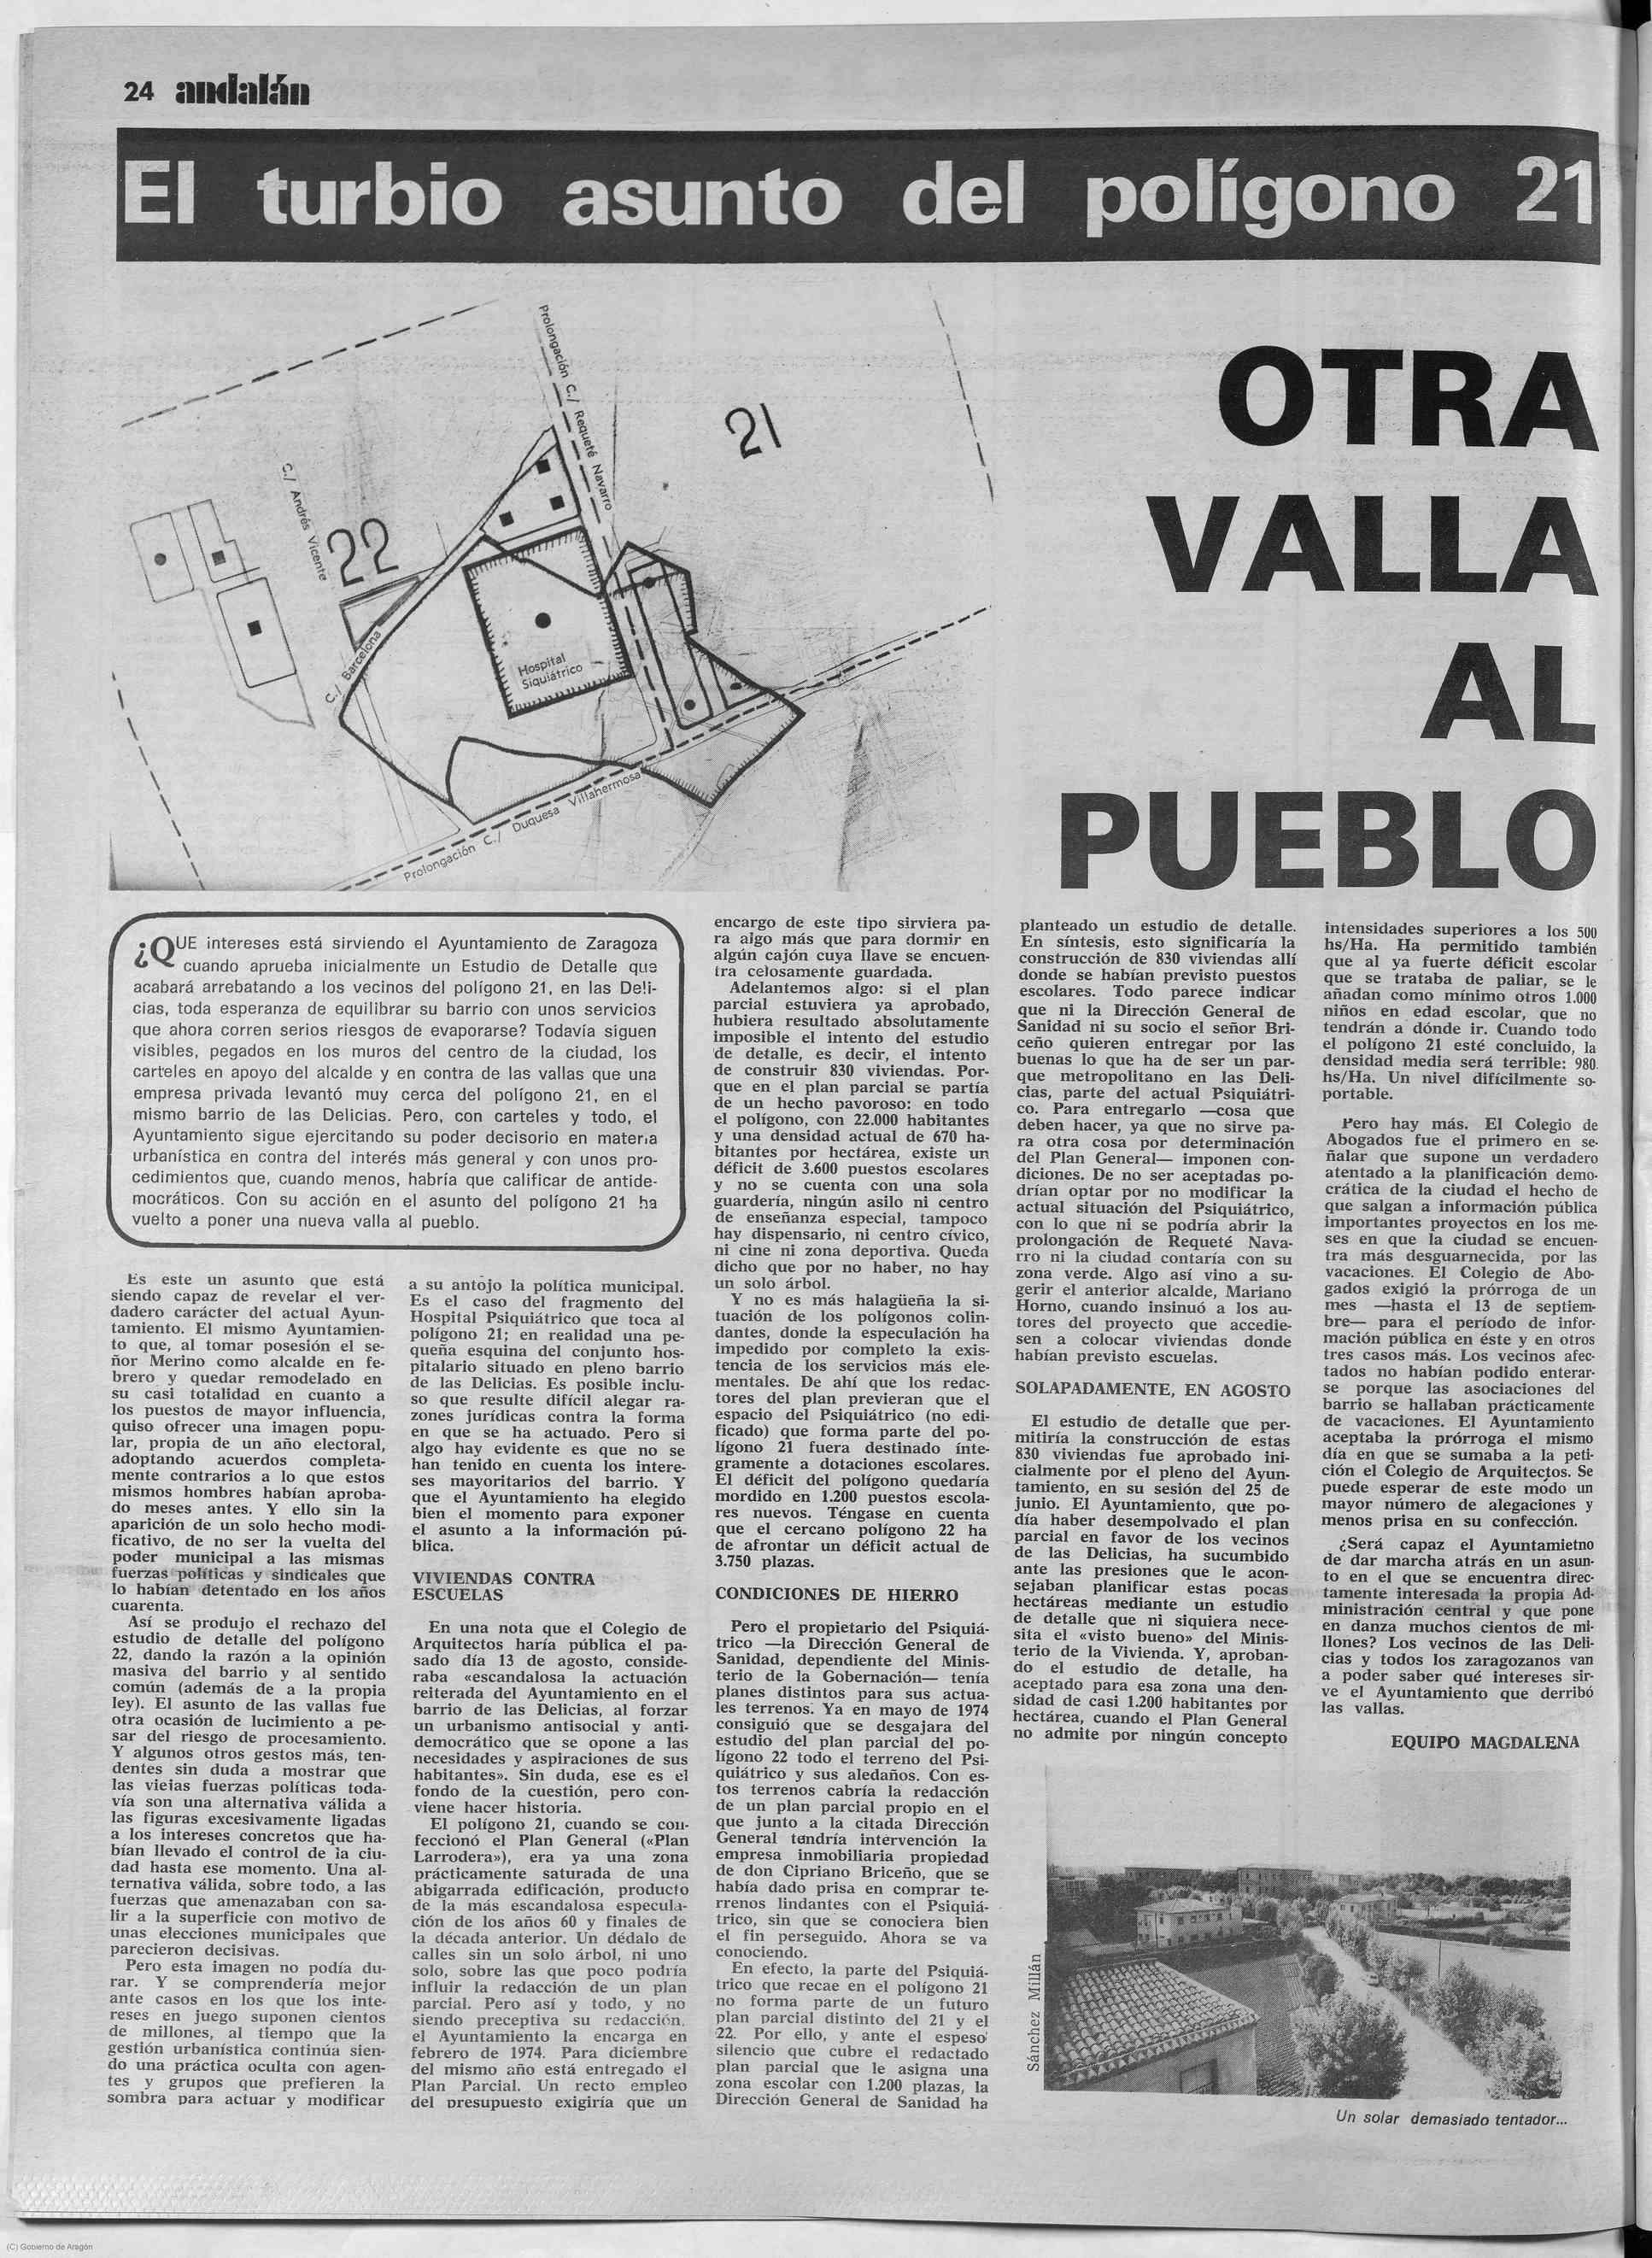 24 andalán
El turbio asunto del polígono 21
Prolongación C./ Requeté Navarro
21
C./ Andrés Vicente
22
C./ Barcelona
Hospital
Siquiátrico
Prolongación C./ Duquesa Villahermosa
OTRA
VALLA
AL
PUEBLO
¿QUE intereses está sirviendo el Ayuntamiento de Zaragoza
cuando aprueba inicialmente un Estudio de Detalle que
acabará arrebatando a los vecinos del polígono 21, en las Deli-
cias, toda esperanza de equilibrar su barrio con unos servicios
que ahora corren serios riesgos de evaporarse? Todavía siguen
visibles, pegados en los muros del centro de la ciudad, los
carteles en apoyo del alcalde y en contra de las vallas que una
empresa privada levantó muy cerca del polígono 21, en el
mismo barrio de las Delicias. Pero, con carteles y todo, el
Ayuntamiento sigue ejercitando su poder decisorio en materia
urbanística en contra del interés más general y con unos pro-
cedimientos que, cuando menos, habría que calificar de antide-
mocráticos. Con su acción en el asunto del polígono 21 ha
vuelto a poner una nueva valla al pueblo.
Es este un asunto que está
siendo capaz de revelar el ver-
dadero carácter del actual Ayun-
tamiento. El mismo Ayuntamien-
to que, al tomar posesión el se-
ñor Merino como alcalde en fe-
brero y quedar remodelado en
su casi totalidad en cuanto a
los puestos de mayor influencia,
quiso ofrecer una imagen popu-
lar, propia de un año electoral,
adoptando acuerdos completa-
mente contrarios a lo que estos
mismos hombres habían aproba-
do meses antes. Y ello sin la
aparición de un solo hecho modi-
ficativo, de no ser la vuelta del
poder municipal a las mismas
fuerzas políticas y sindicales que
lo habían detentado en los años
cuarenta.
Así se produjo el rechazo del
estudio de detalle del polígono
22, dando la razón a la opinión
masiva del barrio y al sentido
común (además de a la propia
ley). El asunto de las vallas fue
otra ocasión de lucimiento a pe-
sar del riesgo de procesamiento.
Y algunos otros gestos más, ten-
dentes sin duda a mostrar que
las viejas fuerzas políticas toda-
vía son una alternativa válida a
las figuras excesivamente ligadas
a los intereses concretos que ha-
bían llevado el control de la ciu-
dad hasta ese momento. Una al-
ternativa válida, sobre todo, a las
fuerzas que amenazaban con sa-
lir a la superficie con motivo de
unas elecciones municipales que
parecieron decisivas.
Pero esta imagen no podía du-
rar. Y se comprendería mejor
ante casos en los que los inte-
reses en juego suponen cientos
de millones, al tiempo que la
gestión urbanística continúa sien-
do una práctica oculta con agen-
tes y grupos que prefieren la
sombra para actuar y modificar
a su antojo la política municipal.
Es el caso del fragmento del
Hospital Psiquiátrico que toca al
polígono 21; en realidad una pe-
queña esquina del conjunto hos-
pitalario situado en pleno barrio
de las Delicias. Es posible inclu-
so que resulte difícil alegar ra-
zones jurídicas contra la forma
en que se ha actuado. Pero si
algo hay evidente es que no se
han tenido en cuenta los intere-
ses mayoritarios del barrio. Y
que el Ayuntamiento ha elegido
bien el momento para exponer
el asunto a la información pú-
blica.
VIVIENDAS CONTRA
ESCUELAS
En una nota que el Colegio de
Arquitectos haría pública el pa-
sado día 13 de agosto, conside-
raba «escandalosa la actuación
reiterada del Ayuntamiento en el
barrio de las Delicias, al forzar
un urbanismo antisocial y anti-
democrático que se opone a las
necesidades y aspiraciones de sus
habitantes». Sin duda, ese es el
fondo de la cuestión, pero con-
viene hacer historia.
El polígono 21, cuando se con-
feccionó el Plan General («Plan
Larrodera»), era ya una zona
prácticamente saturada de una
abigarrada edificación, producto
de la más escandalosa especula-
ción de los años 60 y finales de
la década anterior. Un dédalo de
calles sin un solo árbol, ni uno
solo, sobre las que poco podría
influir la redacción de un plan
parcial. Pero así y todo, y no
siendo preceptiva su redacción,
el Ayuntamiento la encarga en
febrero de 1974. Para diciembre
del mismo año está entregado el
Plan Parcial. Un recto empleo
del presupuesto exigiría que un
encargo de este tipo sirviera pa-
ra algo más que para dormir en
algún cajón cuya llave se encuen-
tra celosamente guardada.
Adelantemos algo: si el plan
parcial estuviera ya aprobado,
hubiera resultado absolutamente
imposible el intento del estudio
de detalle, es decir, el intento
de construir 830 viviendas. Por-
que en el plan parcial se partía
de un hecho pavoroso: en todo
el polígono, con 22.000 habitantes
y una densidad actual de 670 ha-
bitantes por hectárea, existe un
déficit de 3.600 puestos escolares
y no se cuenta con una sola
guardería, ningún asilo ni centro
de enseñanza especial, tampoco
hay dispensario, ni centro cívico,
ni cine ni zona deportiva. Queda
dicho que por no haber, no hay
un solo árbol.
Y no es más halagüeña la si-
tuación de los polígonos colin-
dantes, donde la especulación ha
impedido por completo la exis-
tencia de los servicios más ele-
mentales. De ahí que los redac-
tores del plan previeran que el
espacio del Psiquiátrico (no edi-
ficado) que forma parte del po-
lígono 21 fuera destinado ínte-
gramente a dotaciones escolares.
El déficit del polígono quedaría
mordido en 1.200 puestos escola-
res nuevos. Téngase en cuenta
que el cercano polígono 22 ha
de afrontar un déficit actual de
3.750 plazas.
CONDICIONES DE HIERRO
Pero el propietario del Psiquiá-
trico —la Dirección General de
Sanidad, dependiente del Minis-
terio de la Gobernación— tenía
planes distintos para sus actua-
les terrenos. Ya en mayo de 1974
consiguió que se desgajara del
estudio del plan parcial del po-
lígono 22 todo el terreno del Psi-
quiátrico y sus aledaños. Con es-
tos terrenos cabría la redacción
de un plan parcial propio en el
que junto a la citada Dirección
General tendría intervención la
empresa inmobiliaria propiedad
de don Cipriano Briceño, que se
había dado prisa en comprar te-
rrenos lindantes con el Psiquiá-
trico, sin que se conociera bien
el fin perseguido. Ahora se va
conociendo.
En efecto, la parte del Psiquiá-
trico que recae en el polígono 21
no forma parte de un futuro
plan parcial distinto del 21 y el
22. Por ello, y ante el espeso
silencio que cubre el redactado
plan parcial que le asigna una
zona escolar con 1.200 plazas, la
Dirección General de Sanidad ha
planteado un estudio de detalle.
En síntesis, esto significaría la
construcción de 830 viviendas allí
donde se habían previsto puestos
escolares. Todo parece indicar
que ni la Dirección General de
Sanidad ni su socio el señor Bri-
ceño quieren entregar por las
buenas lo que ha de ser un par-
que metropolitano en las Deli-
cias, parte del actual Psiquiátri-
co. Para entregarlo —cosa que
deben hacer, ya que no sirve pa-
ra otra cosa por determinación
del Plan General— imponen con-
diciones. De no ser aceptadas po-
drían optar por no modificar la
actual situación del Psiquiátrico,
con lo que ni se podría abrir la
prolongación de Requeté Nava-
rro ni la ciudad contaría con su
zona verde. Algo así vino a su-
gerir el anterior alcalde, Mariano
Horno, cuando insinuó a los au-
tores del proyecto que accedie-
sen a colocar viviendas donde
habían previsto escuelas.
SOLAPADAMENTE, EN AGOSTO
El estudio de detalle que per-
mitiría la construcción de estas
830 viviendas fue aprobado ini-
cialmente por el pleno del Ayun-
tamiento, en su sesión del 25 de
junio. El Ayuntamiento, que po-
día haber desempolvado el plan
parcial en favor de los vecinos
de las Delicias, ha sucumbido
ante las presiones que le acon-
sejaban planificar estas pocas
hectáreas mediante un estudio
de detalle que ni siquiera nece-
sita el «visto bueno» del Minis-
terio de la Vivienda. Y, aproban-
do el estudio de detalle, ha
aceptado para esa zona una den-
sidad de casi 1.200 habitantes por
hectárea, cuando el Plan General
no admite por ningún concepto
intensidades superiores a los 500
hs/Ha. Ha permitido también
que al ya fuerte déficit escolar
que se trataba de paliar, se le
añadan como mínimo otros 1.000
niños en edad escolar, que no
tendrán a dónde ir. Cuando todo
el polígono 21 esté concluido, la
densidad media será terrible: 980
hs/Ha. Un nivel difícilmente so-
portable.
Pero hay más. El Colegio de
Abogados fue el primero en se-
ñalar que supone un verdadero
atentado a la planificación demo-
crática de la ciudad el hecho de
que salgan a información pública
importantes proyectos en los me-
ses en que la ciudad se encuen-
tra más desguarnecida, por las
vacaciones. El Colegio de Abo-
gados exigió la prórroga de un
mes —hasta el 13 de septiem-
bre— para el período de infor-
mación pública en éste y en otros
tres casos más. Los vecinos afec-
tados no habían podido enterar-
se porque las asociaciones del
barrio se hallaban prácticamente
de vacaciones. El Ayuntamiento
aceptaba la prórroga el mismo
día en que se sumaba a la peti-
ción el Colegio de Arquitectos. Se
puede esperar de este modo un
mayor número de alegaciones y
menos prisa en su confección.
¿Será capaz el Ayuntamietno
de dar marcha atrás en un asun-
to en el que se encuentra direc-
tamente interesada la propia Ad-
ministración central y que pone
en danza muchos cientos de mi-
llones? Los vecinos de las Deli-
cias y todos los zaragozanos van
a poder saber qué intereses sir-
ve el Ayuntamiento que derribó
las vallas.
EQUIPO MAGDALENA
Sánchez Millán
Un solar demasiado tentador...
(C) Gobierno de Aragón